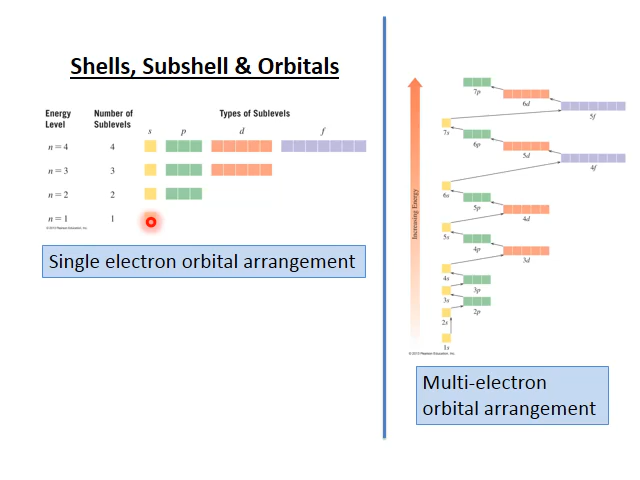 Shells, Subshell & Orbitals
Energy Level
Number of Sublevels
Types of Sublevels
s p d f
n = 4 4
n = 3 3
n = 2 2
n = 1 1
© 2013 Pearson Education, Inc.
Single electron orbital arrangement
Increasing Energy
7p
6d
5f
7s
6p
5d
4f
6s
5p
4d
5s
4p
3d
4s
3p
3s
2p
2s
1s
© 2013 Pearson Education, Inc.
Multi-electron
orbital arrangement